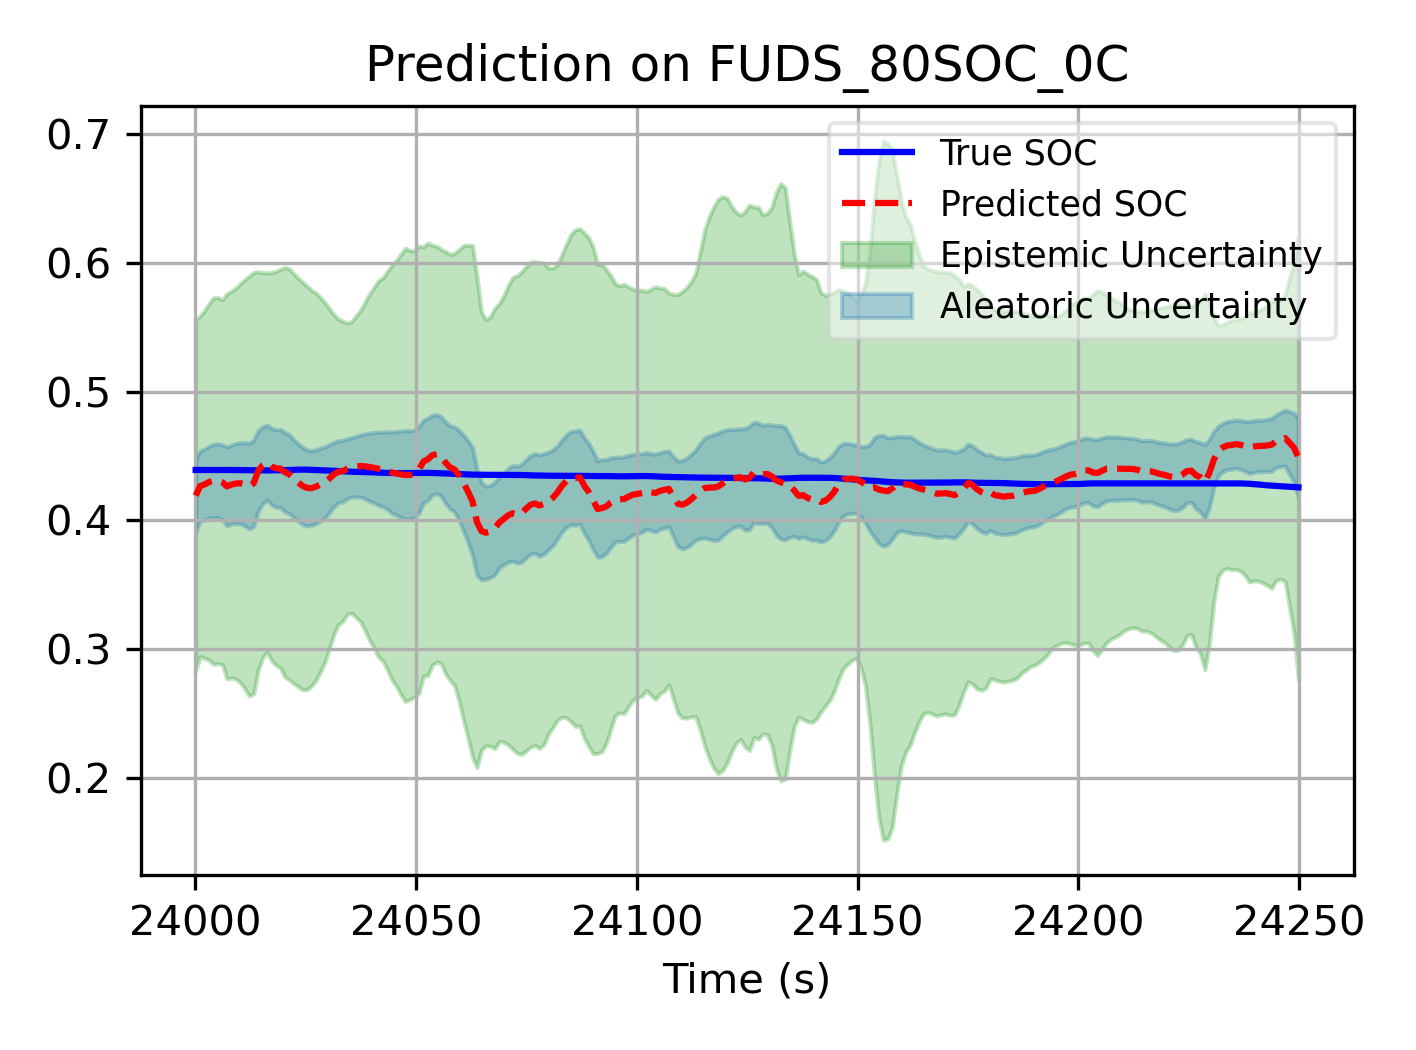 Prediction on FUDS_80SOC_0C
True SOC
Predicted SOC
Epistemic Uncertainty
Aleatoric Uncertainty
0.7
0.6
0.5
0.4
0.3
0.2
24000 24050 24100 24150 24200 24250
Time (s)